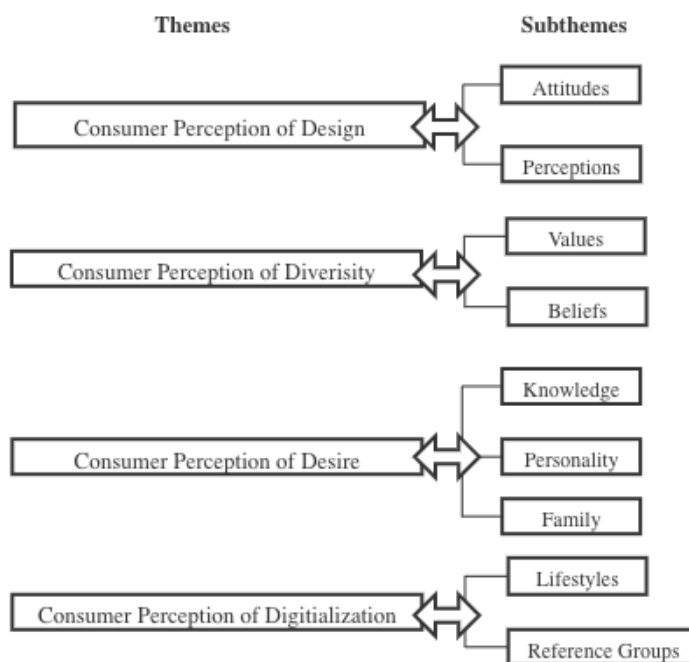 Themes
Subthemes
Attitudes
Consumer Perception of Design
Perceptions
Values
Consumer Perception of Diverisity
Beliefs
Knowledge
Consumer Perception of Desire
Personality
Family
Lifestyles
Consumer Perception of Digitialization
Reference Groups